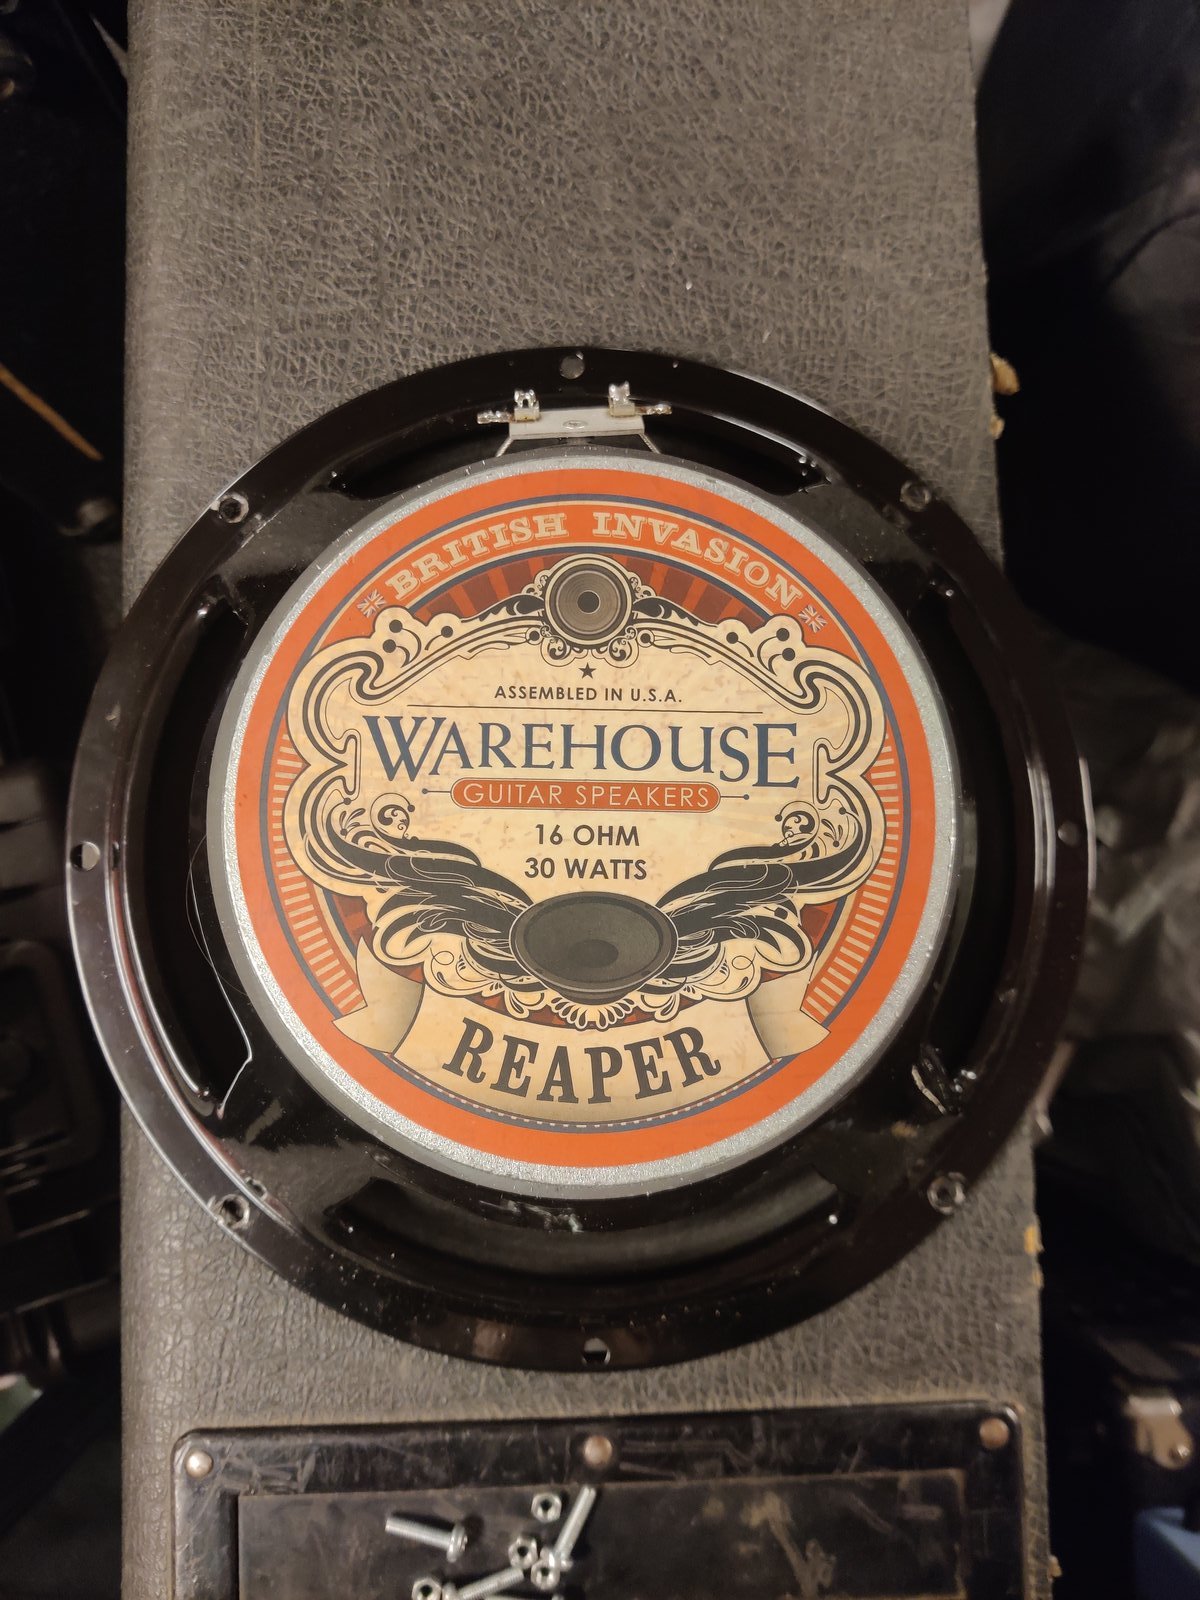 BRITISH INVASION
ASSEMBLED IN U.S.A.
WAREHOUSE
GUITAR SPEAKERS
16 OHM
30 WATTS
REAPER